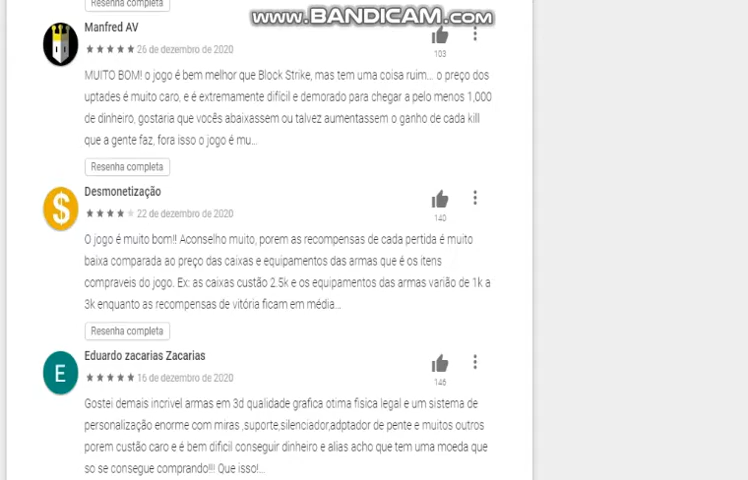 Resenha completa
www.BANDICAM.com
Manfred AV
26 de dezembro de 2020
103
MUITO BOM! o jogo é bem melhor que Block Strike, mas tem uma coisa ruim... o preço dos
uptades é muito caro, e é extremamente difícil e demorado para chegar a pelo menos 1,000
de dinheiro, gostaria que vocês abaixassem ou talvez aumentassem o ganho de cada kill
que a gente faz, fora isso o jogo é mu...
Resenha completa
$
Desmonetização
22 de dezembro de 2020
140
O jogo é muito bom!! Aconselho muito, porem as recompensas de cada pertida é muito
baixa comparada ao preço das caixas e equipamentos das armas que é os itens
compraveis do jogo. Ex: as caixas custão 2.5k e os equipamentos das armas varião de 1k a
3k enquanto as recompensas de vitória ficam em média...
Resenha completa
E
Eduardo zacarias Zacarias
16 de dezembro de 2020
146
Gostei demais incrivel armas em 3d qualidade grafica otima fisica legal e um sistema de
personalização enorme com miras ,suporte,silenciador,adptador de pente e muitos outros
porem custão caro e é bem dificil conseguir dinheiro e alias acho que tem uma moeda que
so se consegue comprando!!! Que isso!...